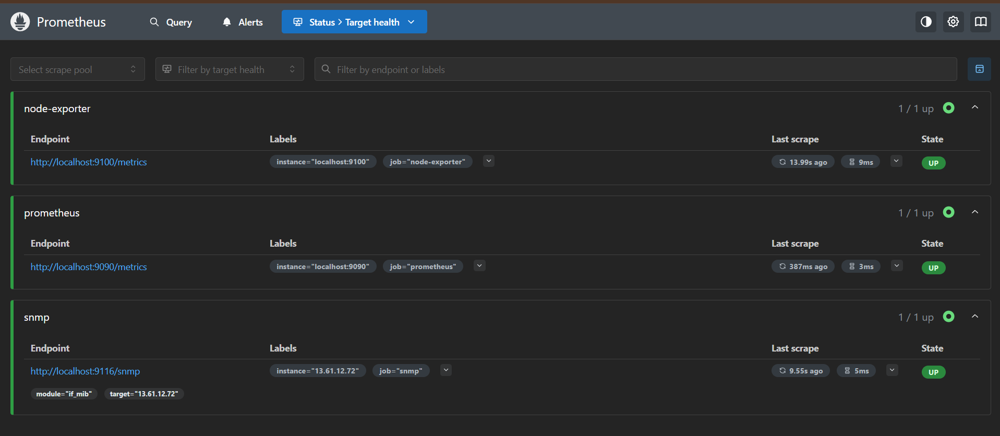 Prometheus Query Alerts Status > Target health
Select scrape pool Filter by target health Filter by endpoint or labels
node-exporter 1 / 1 up
Endpoint Labels Last scrape State
http://localhost:9100/metrics instance="localhost:9100" job="node-exporter" 13.99s ago 9ms UP
prometheus 1 / 1 up
Endpoint Labels Last scrape State
http://localhost:9090/metrics instance="localhost:9090" job="prometheus" 387ms ago 3ms UP
snmp 1 / 1 up
Endpoint Labels Last scrape State
http://localhost:9116/snmp instance="13.61.12.72" job="snmp" 9.55s ago 5ms UP
module="if_mib" target="13.61.12.72"